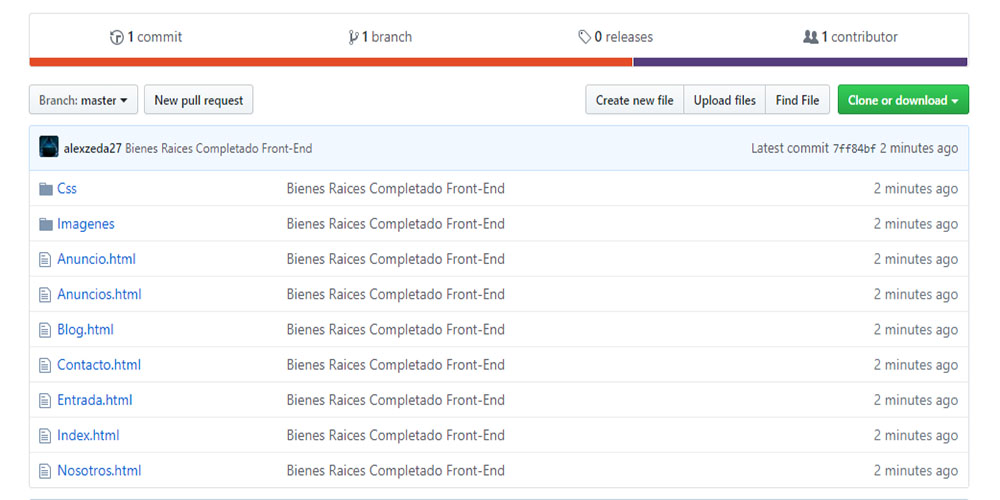 1 commit 1 branch 0 releases 1 contributor
Branch: master New pull request Create new file Upload files Find File Clone or download
alexzeda27 Bienes Raices Completado Front-End Latest commit 7ff84bf 2 minutes ago
Css Bienes Raices Completado Front-End 2 minutes ago
Imagenes Bienes Raices Completado Front-End 2 minutes ago
Anuncio.html Bienes Raices Completado Front-End 2 minutes ago
Anuncios.html Bienes Raices Completado Front-End 2 minutes ago
Blog.html Bienes Raices Completado Front-End 2 minutes ago
Contacto.html Bienes Raices Completado Front-End 2 minutes ago
Entrada.html Bienes Raices Completado Front-End 2 minutes ago
Index.html Bienes Raices Completado Front-End 2 minutes ago
Nosotros.html Bienes Raices Completado Front-End 2 minutes ago